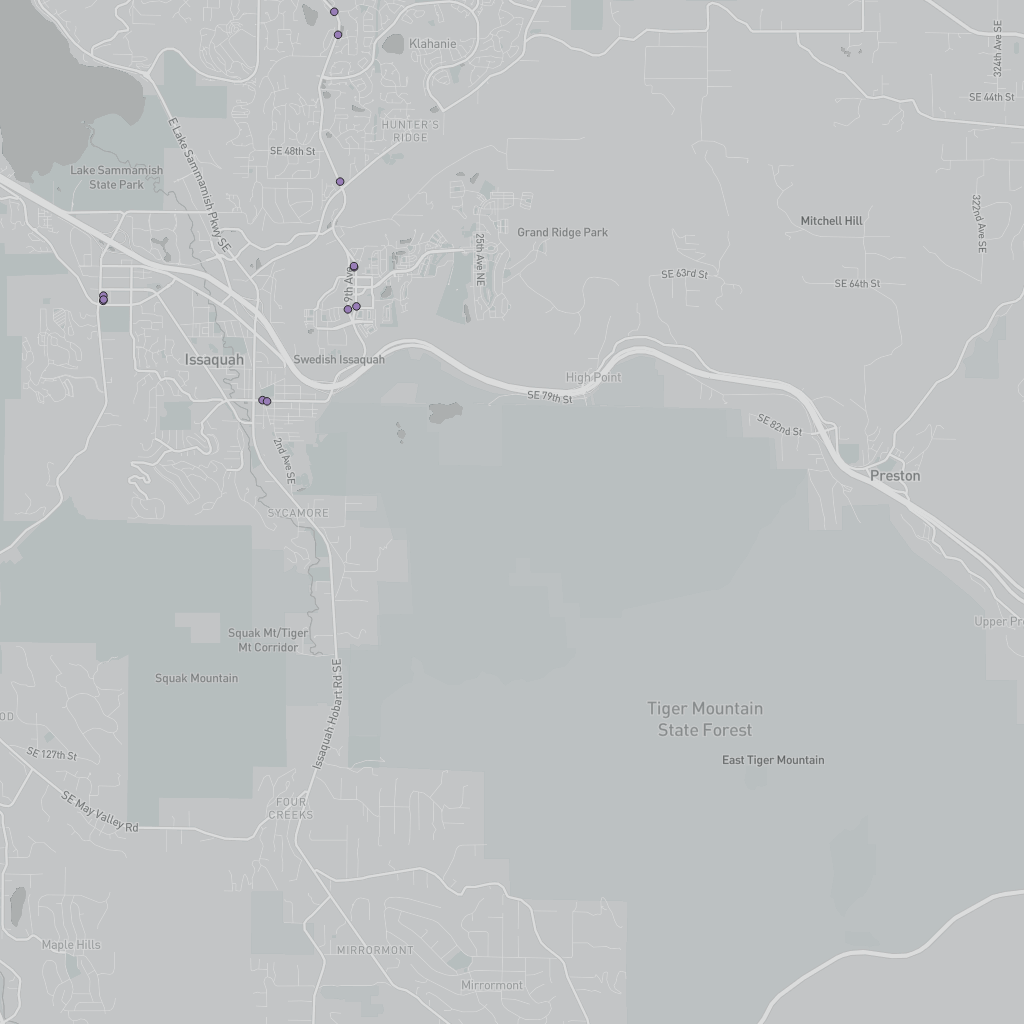 Klahanie
324th Ave SE
SE 44th St
HUNTER'S
RIDGE
E Lake Sammamish Pkwy SE
SE 48th St
Lake Sammamish
State Park
322nd Ave SE
Mitchell Hill
Grand Ridge Park
25th Ave NE
9th Ave
SE 63rd St
SE 64th St
Issaquah
Swedish Issaquah
High Point
SE 79th St
SE 82nd St
2nd Ave SE
Preston
SYCAMORE
Upper Pr
Squak Mt/Tiger
Mt Corridor
Squak Mountain
Issaquah Hobart Rd SE
Tiger Mountain
State Forest
OD
SE 127th St
East Tiger Mountain
SE May Valley Rd
FOUR
CREEKS
Maple Hills
MIRRORMONT
Mirrormont